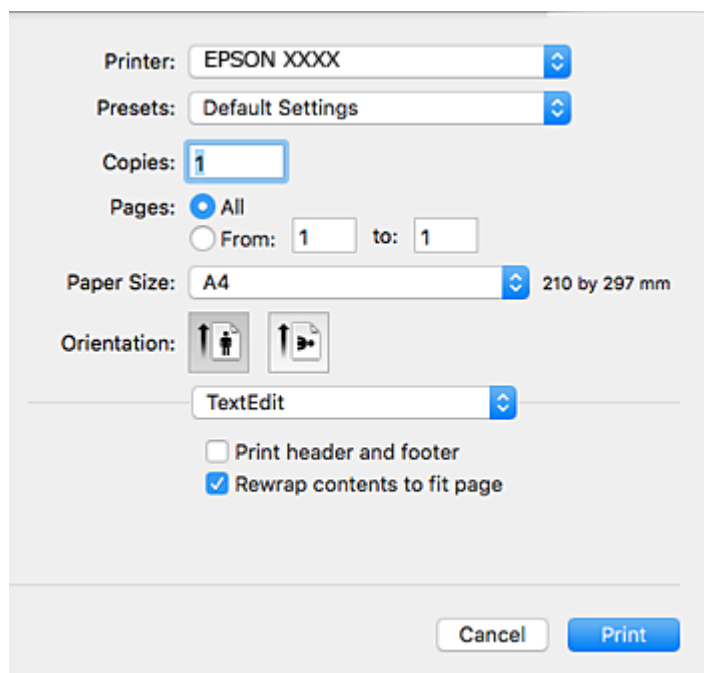 Printer: EPSON XXXX
Presets: Default Settings
Copies: 1
Pages: All
From: 1 to: 1
Paper Size: A4 210 by 297 mm
Orientation:
TextEdit
Print header and footer
Rewrap contents to fit page
Cancel Print